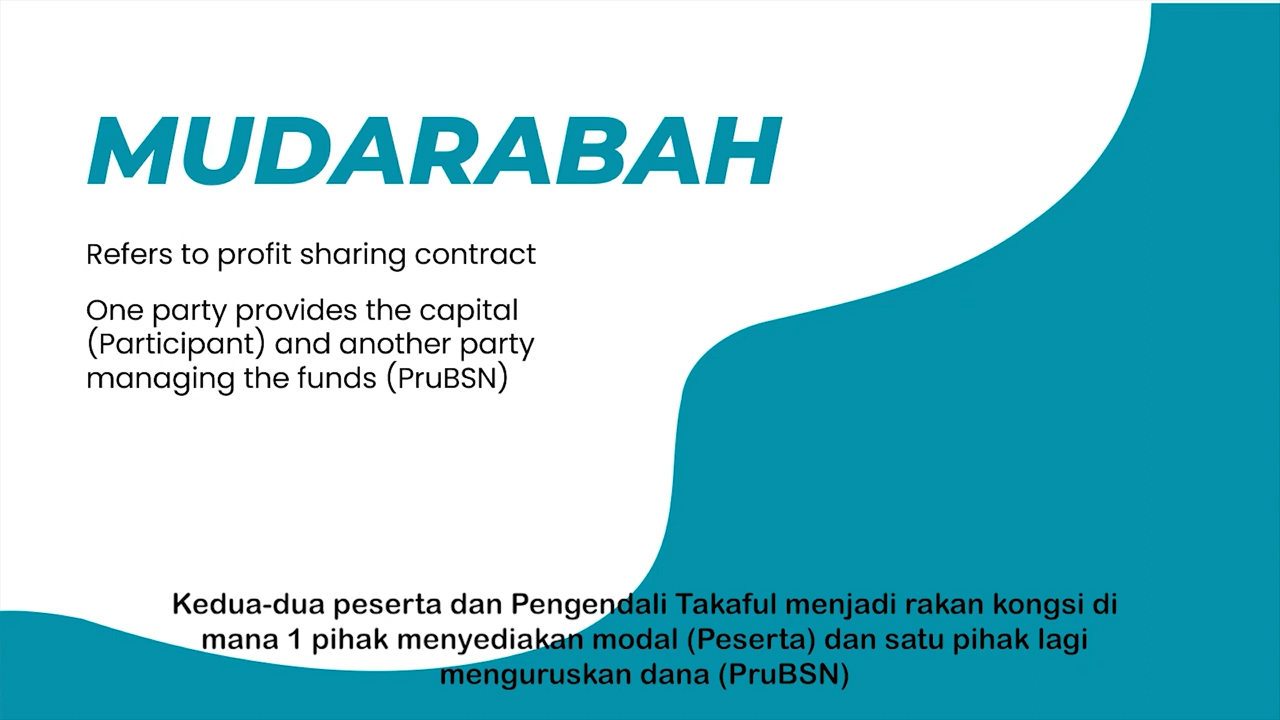 MUDARABAH
Refers to profit sharing contract
One party provides the capital
(Participant) and another party
managing the funds (PruBSN)
Kedua-dua peserta dan Pengendali Takaful menjadi rakan kongsi di
mana 1 pihak menyediakan modal (Peserta) dan satu pihak lagi
menguruskan dana (PruBSN)